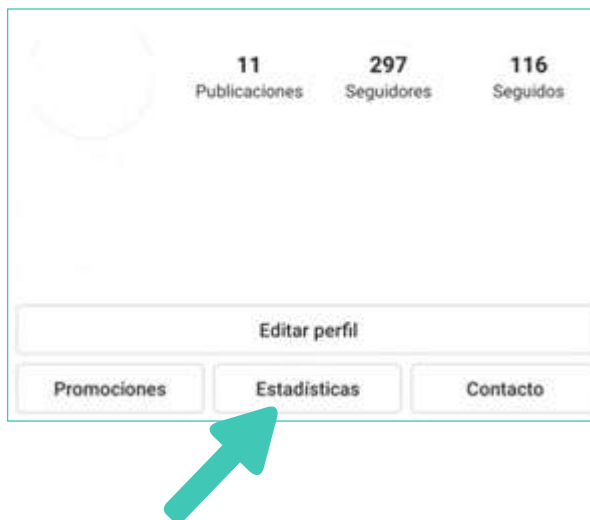 11 297 116
Publicaciones Seguidores Seguidos
Editar perfil
Promociones Estadísticas Contacto